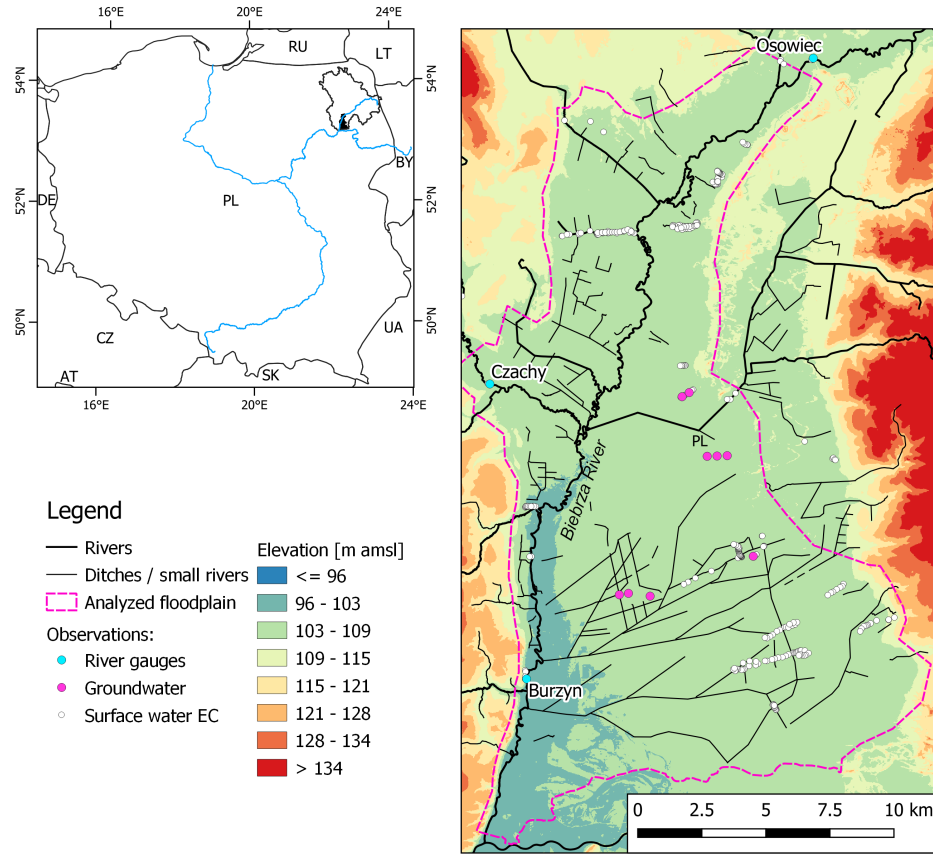 16°E 20°E 24°E
RU
LT
54°N 54°N
BY
DE
PL
52°N 52°N
UA
50°N 50°N
CZ
SK
AT
16°E 20°E 24°E
Osowiec
Czachy
PL
Biebrza River
Burzyn
0 2.5 5 7.5 10 km
Legend
Rivers
Ditches / small rivers
Analyzed floodplain
Observations:
River gauges
Groundwater
Surface water EC
Elevation [m amsl]
<= 96
96 - 103
103 - 109
109 - 115
115 - 121
121 - 128
128 - 134
> 134